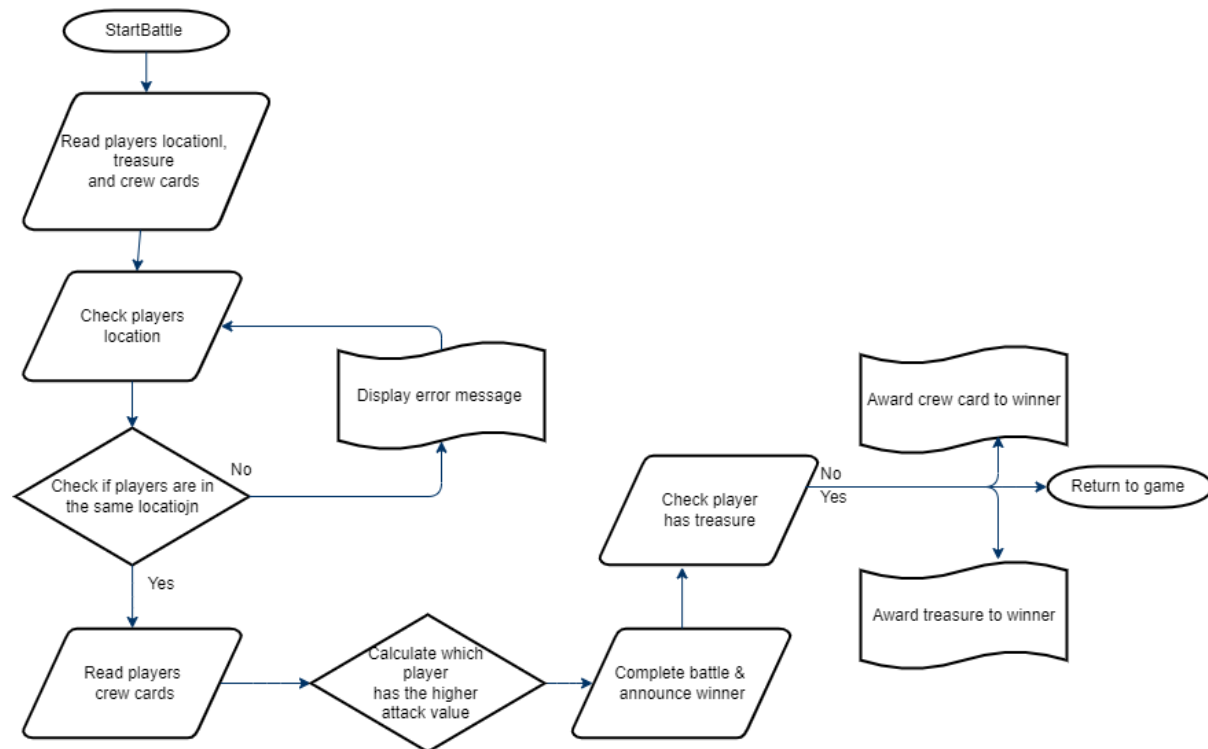 StartBattle
Read players locationl,
treasure
and crew cards
Check players
location
Display error message
No
Check if players are in
the same locatiojn
Yes
Read players
crew cards
Calculate which
player
has the higher
attack value
Complete battle &
announce winner
Check player
has treasure
No
Yes
Award crew card to winner
Return to game
Award treasure to winner